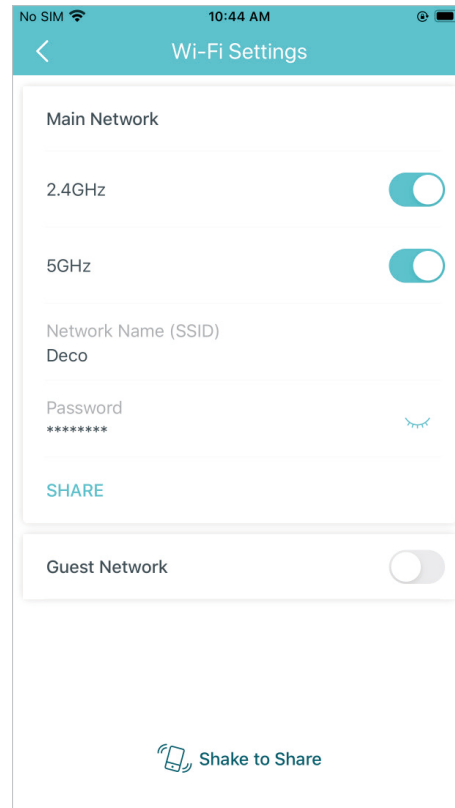 No SIM 10:44 AM
Wi-Fi Settings
Main Network
2.4GHz
5GHz
Network Name (SSID)
Deco
Password
********
SHARE
Guest Network
Shake to Share